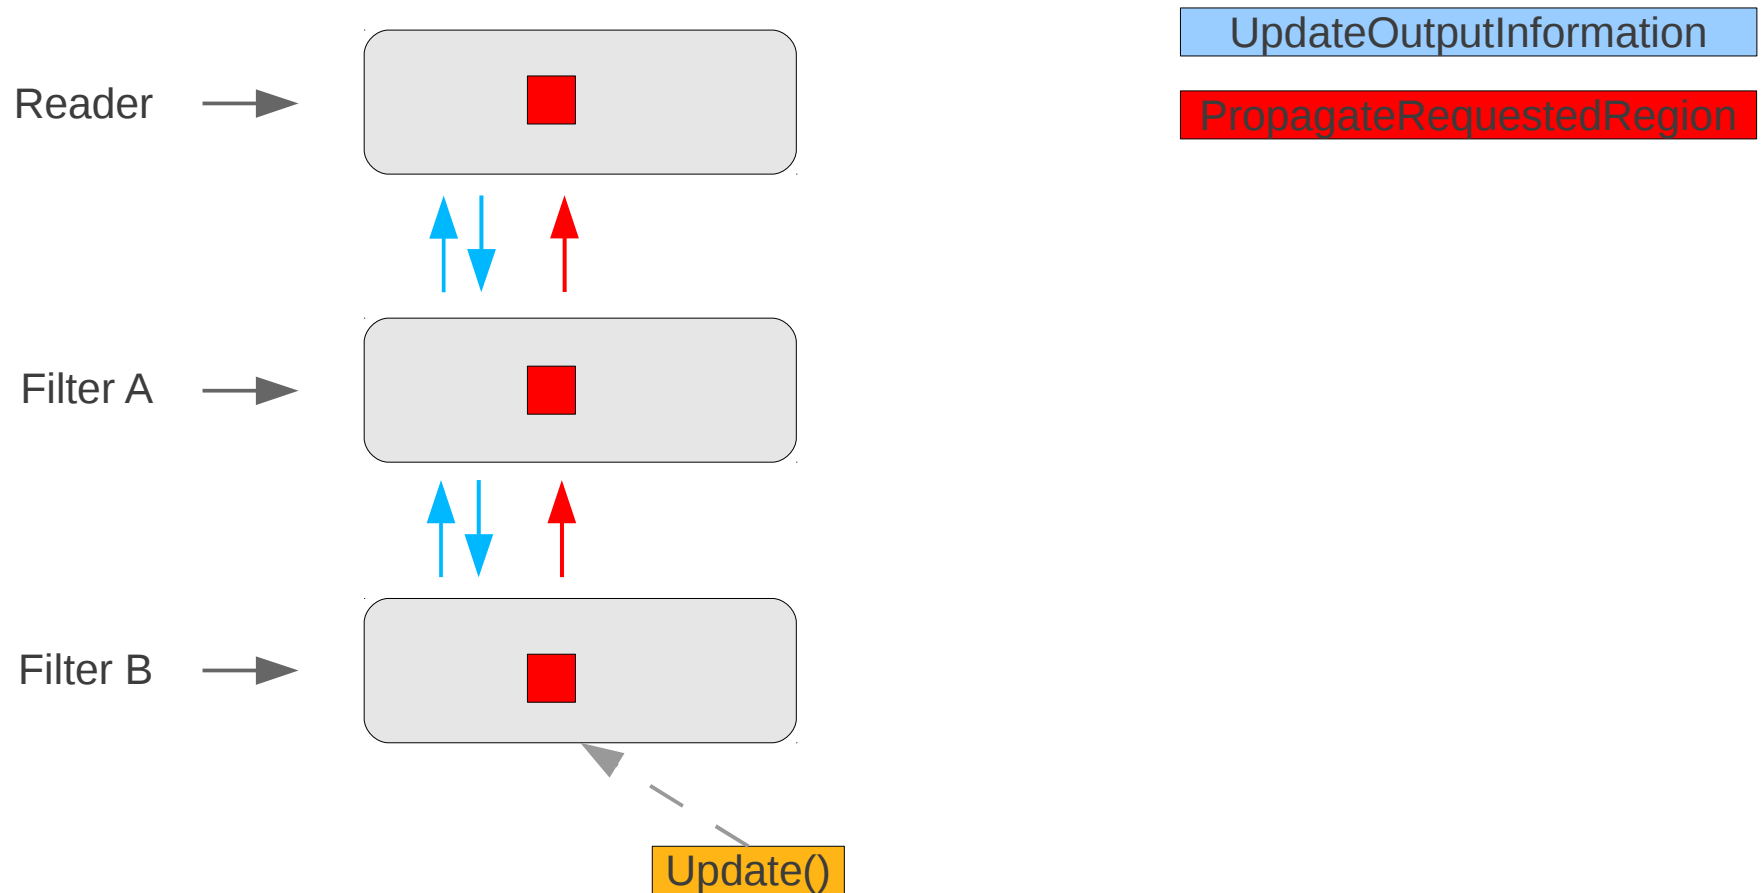 UpdateOutputInformation
Reader
PropagateRequestedRegion
Filter A
Filter B
Update()